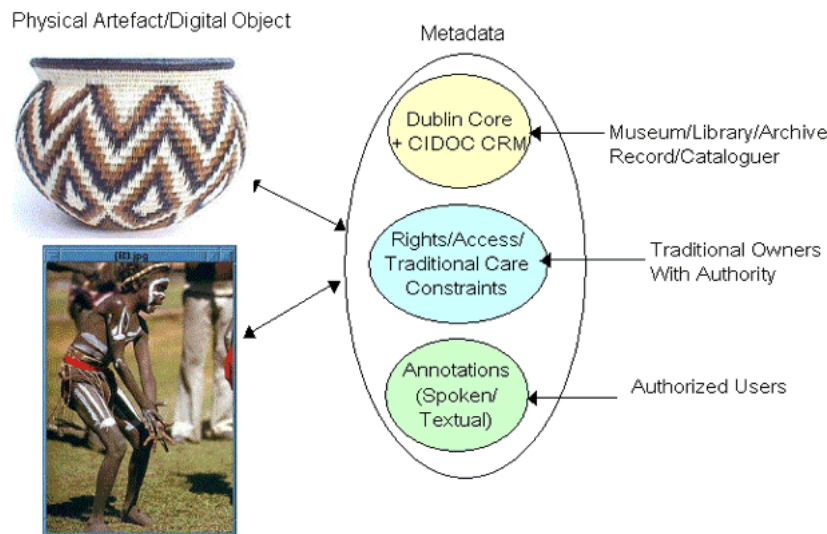 Physical Artefact/Digital Object
Metadata
Dublin Core
+ CIDOC CRM
Museum/Library/Archive
Record/Cataloguer
Rights/Access/
Traditional Care
Constraints
Traditional Owners
With Authority
Annotations
(Spoken/
Textual)
Authorized Users